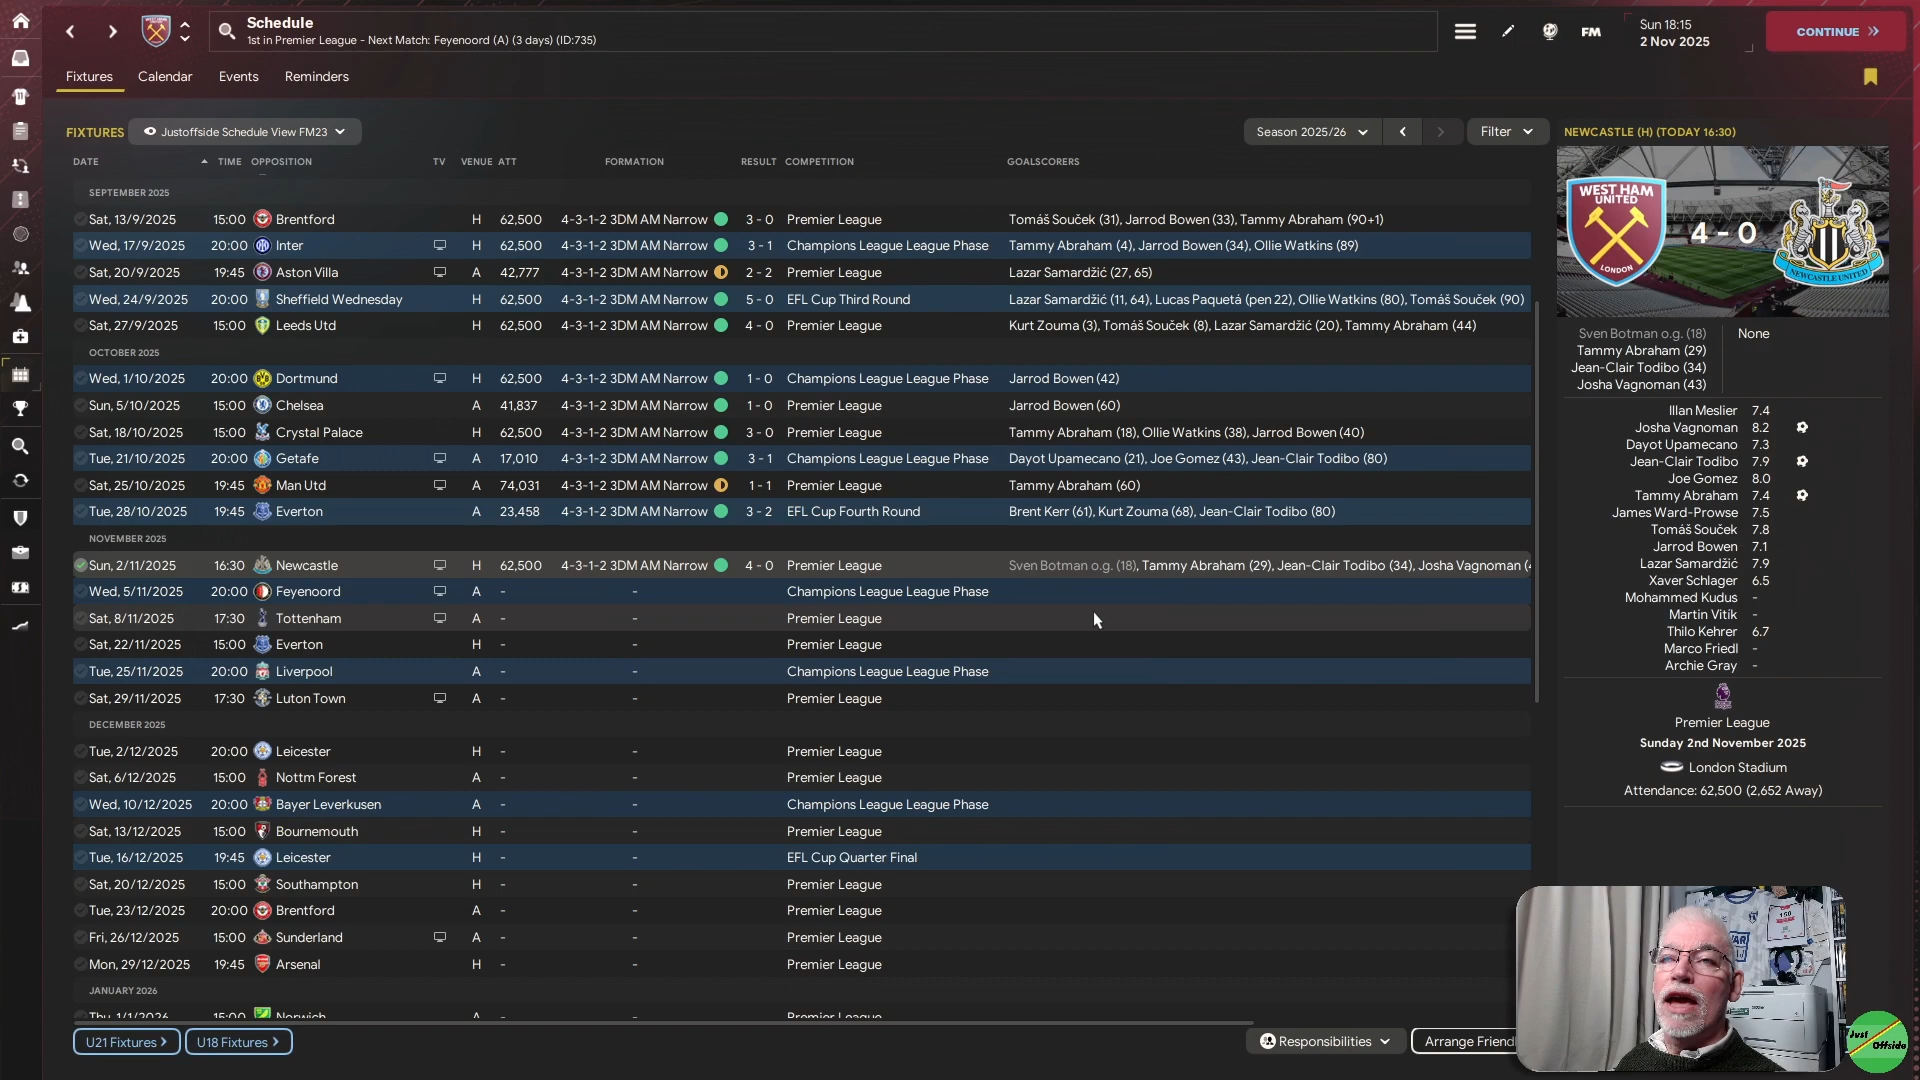 Schedule
1st in Premier League - Next Match: Feyenoord (A) (3 days) (ID:735)
FM
Sun 18:15
2 Nov 2025
CONTINUE
Fixtures Calendar Events Reminders
FIXTURES Justoffside Schedule View FM23 Season 2025/26 Filter
DATE TIME OPPOSITION TV VENUE ATT FORMATION RESULT COMPETITION GOALSCORERS
SEPTEMBER 2025
Sat, 13/9/2025 15:00 Brentford H 62,500 4-3-1-2 3DM AM Narrow 3 - 0 Premier League Tomáš Souček (31), Jarrod Bowen (33), Tammy Abraham (90+1)
Wed, 17/9/2025 20:00 Inter H 62,500 4-3-1-2 3DM AM Narrow 3 - 1 Champions League League Phase Tammy Abraham (4), Jarrod Bowen (34), Ollie Watkins (89)
Sat, 20/9/2025 19:45 Aston Villa A 42,777 4-3-1-2 3DM AM Narrow 2 - 2 Premier League Lazar Samardžić (27, 65)
Wed, 24/9/2025 20:00 Sheffield Wednesday H 62,500 4-3-1-2 3DM AM Narrow 5 - 0 EFL Cup Third Round Lazar Samardžić (11, 64), Lucas Paquetá (pen 22), Ollie Watkins (80), Tomáš Souček (90)
Sat, 27/9/2025 15:00 Leeds Utd H 62,500 4-3-1-2 3DM AM Narrow 4 - 0 Premier League Kurt Zouma (3), Tomáš Souček (8), Lazar Samardžić (20), Tammy Abraham (44)
OCTOBER 2025
Wed, 1/10/2025 20:00 Dortmund H 62,500 4-3-1-2 3DM AM Narrow 1 - 0 Champions League League Phase Jarrod Bowen (42)
Sun, 5/10/2025 15:00 Chelsea A 41,837 4-3-1-2 3DM AM Narrow 1 - 0 Premier League Jarrod Bowen (60)
Sat, 18/10/2025 15:00 Crystal Palace H 62,500 4-3-1-2 3DM AM Narrow 3 - 0 Premier League Tammy Abraham (18), Ollie Watkins (38), Jarrod Bowen (40)
Tue, 21/10/2025 20:00 Getafe A 17,010 4-3-1-2 3DM AM Narrow 3 - 1 Champions League League Phase Dayot Upamecano (21), Joe Gomez (43), Jean-Clair Todibo (80)
Sat, 25/10/2025 19:45 Man Utd A 74,031 4-3-1-2 3DM AM Narrow 1 - 1 Premier League Tammy Abraham (60)
Tue, 28/10/2025 19:45 Everton A 23,458 4-3-1-2 3DM AM Narrow 3 - 2 EFL Cup Fourth Round Brent Kerr (61), Kurt Zouma (68), Jean-Clair Todibo (80)
NOVEMBER 2025
Sun, 2/11/2025 16:30 Newcastle H 62,500 4-3-1-2 3DM AM Narrow 4 - 0 Premier League Sven Botman o.g. (18), Tammy Abraham (29), Jean-Clair Todibo (34), Josha Vagnoman (4
Wed, 5/11/2025 20:00 Feyenoord A - - Champions League League Phase
Sat, 8/11/2025 17:30 Tottenham A - - Premier League
Sat, 22/11/2025 15:00 Everton H - - Premier League
Tue, 25/11/2025 20:00 Liverpool A - - Champions League League Phase
Sat, 29/11/2025 17:30 Luton Town A - - Premier League
DECEMBER 2025
Tue, 2/12/2025 20:00 Leicester H - - Premier League
Sat, 6/12/2025 15:00 Nottm Forest A - - Premier League
Wed, 10/12/2025 20:00 Bayer Leverkusen A - - Champions League League Phase
Sat, 13/12/2025 15:00 Bournemouth H - - Premier League
Tue, 16/12/2025 19:45 Leicester H - - EFL Cup Quarter Final
Sat, 20/12/2025 15:00 Southampton H - - Premier League
Tue, 23/12/2025 20:00 Brentford A - - Premier League
Fri, 26/12/2025 15:00 Sunderland A - - Premier League
Mon, 29/12/2025 19:45 Arsenal H - - Premier League
JANUARY 2026
Thu, 1/1/2026 15:00 Norwich A - - Premier League
U21 Fixtures U18 Fixtures Responsibilities Arrange Friend
NEWCASTLE (H) (TODAY 16:30)
WEST HAM
UNITED
LONDON
4 - 0
NEWCASTLE UNITED
Sven Botman o.g. (18) None
Tammy Abraham (29)
Jean-Clair Todibo (34)
Josha Vagnoman (43)
Illan Meslier 7.4
Josha Vagnoman 8.2
Dayot Upamecano 7.3
Jean-Clair Todibo 7.9
Joe Gomez 8.0
Tammy Abraham 7.4
James Ward-Prowse 7.5
Tomáš Souček 7.8
Jarrod Bowen 7.1
Lazar Samardžić 7.9
Xaver Schlager 6.5
Mohammed Kudus -
Martin Vitík -
Thilo Kehrer 6.7
Marco Friedl -
Archie Gray -
Premier League
Sunday 2nd November 2025
London Stadium
Attendance: 62,500 (2,652 Away)
Just
Offside